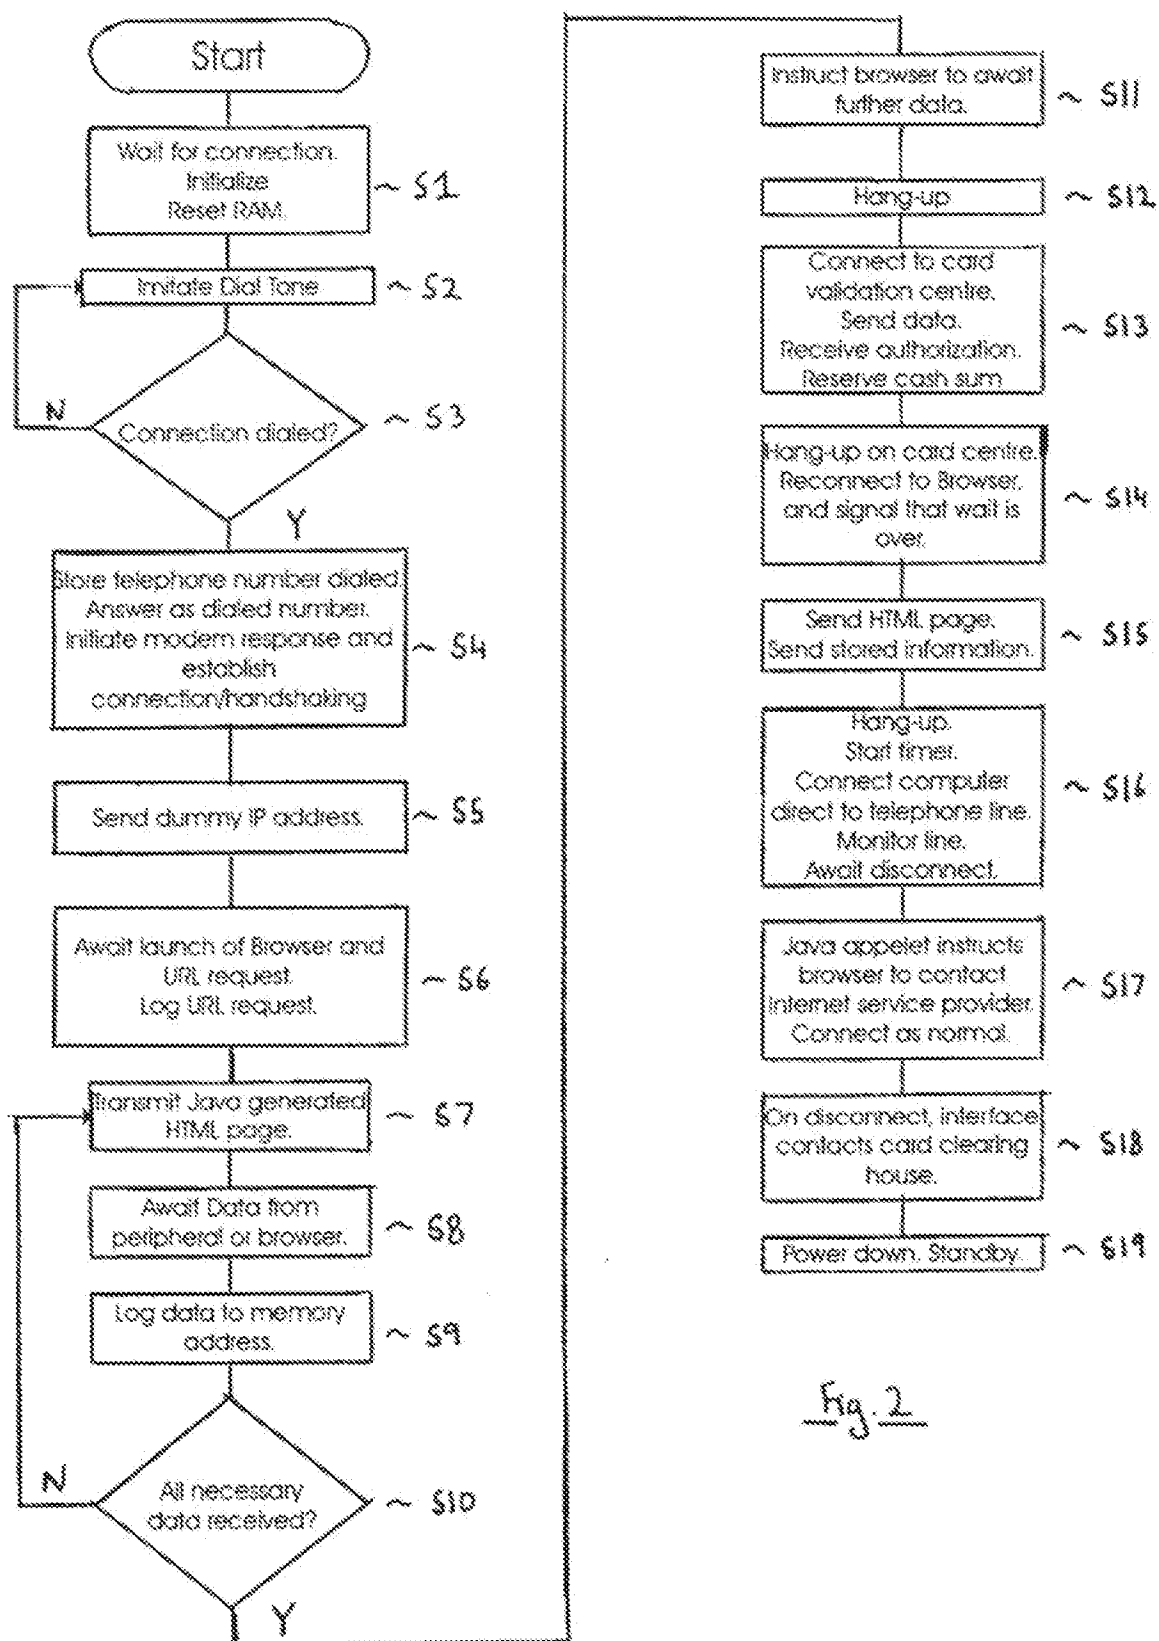 Start
Wait for connection.
Initialize
Reset RAM.
~ S1
Imitate Dial Tone
~ S2
N
Connection dialed?
~ S3
Y
Store telephone number dialed.
Answer as dialed number.
Initiate modem response and
establish
connection/handshaking
~ S4
Send dummy IP address.
~ S5
Await launch of Browser and
URL request.
Log URL request.
~ S6
Transmit Java generated
HTML page.
~ S7
Await Data from
peripheral or browser.
~ S8
Log data to memory
address.
~ S9
N
All necessary
data received?
~ S10
Y
Instruct browser to await
further data.
~ S11
Hang-up
~ S12
Connect to card
validation centre.
Send data.
Receive authorization.
Reserve cash sum
~ S13
Hang-up on card centre.
Reconnect to Browser,
and signal that wait is
over.
~ S14
Send HTML page.
Send stored information.
~ S15
Hang-up.
Start timer.
Connect computer
direct to telephone line.
Monitor line.
Await disconnect.
~ S16
Java appelet instructs
browser to contact
internet service provider.
Connect as normal.
~ S17
On disconnect, interface
contacts card clearing
house.
~ S18
Power down. Standby.
~ S19
Fig. 2